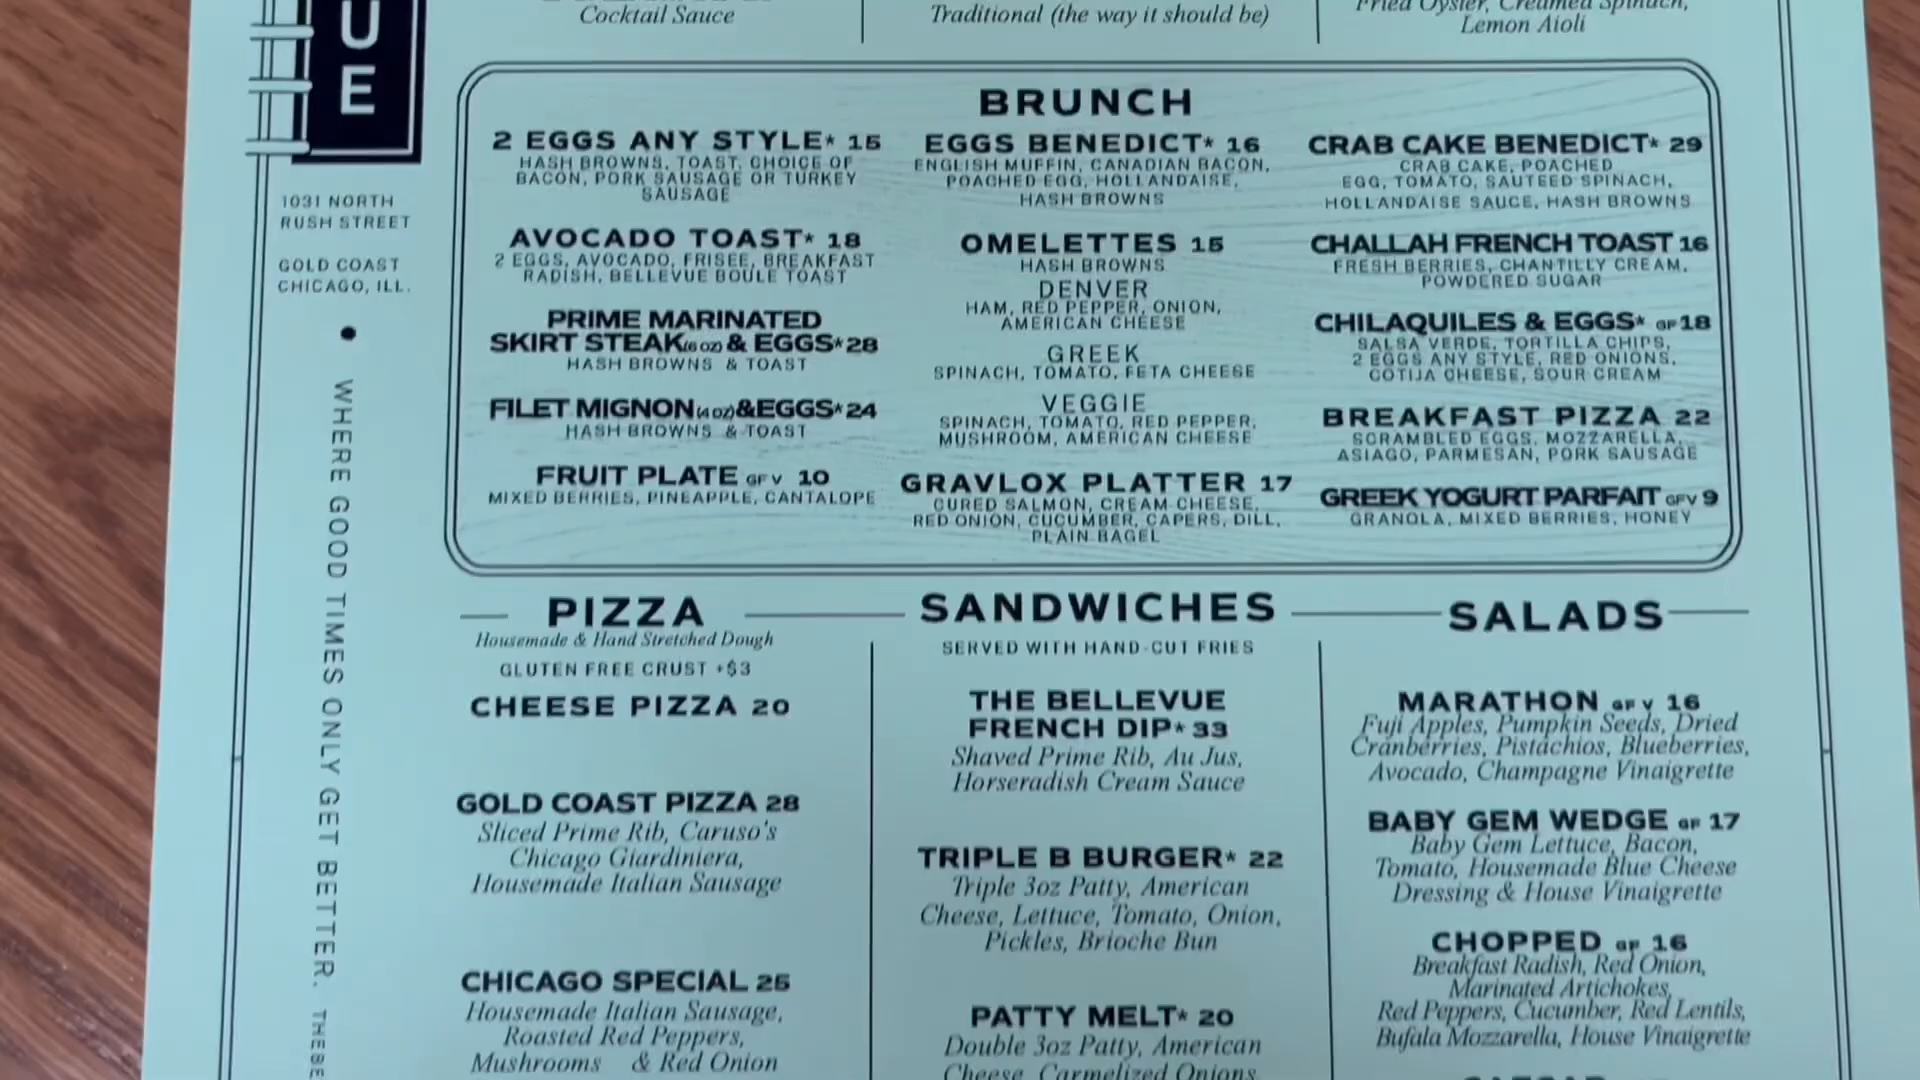 Cocktail Sauce
Traditional (the way it should be)
Fried Oyster, Creamed Spinach,
Lemon Aioli
U
E
1031 NORTH
RUSH STREET
GOLD COAST
CHICAGO, ILL.
WHERE GOOD TIMES ONLY GET BETTER. THEBE
BRUNCH
2 EGGS ANY STYLE* 15
HASH BROWNS, TOAST, CHOICE OF
BACON, PORK SAUSAGE OR TURKEY
SAUSAGE
AVOCADO TOAST* 18
2 EGGS, AVOCADO, FRISEE, BREAKFAST
RADISH, BELLEVUE BOULE TOAST
PRIME MARINATED
SKIRT STEAK(6 OZ) & EGGS* 28
HASH BROWNS & TOAST
FILET MIGNON(4 OZ)&EGGS* 24
HASH BROWNS & TOAST
FRUIT PLATE GF V 10
MIXED BERRIES, PINEAPPLE, CANTALOPE
EGGS BENEDICT* 16
ENGLISH MUFFIN, CANADIAN BACON,
POACHED EGG, HOLLANDAISE,
HASH BROWNS
OMELETTES 15
HASH BROWNS
DENVER
HAM, RED PEPPER, ONION,
AMERICAN CHEESE
GREEK
SPINACH, TOMATO, FETA CHEESE
VEGGIE
SPINACH, TOMATO, RED PEPPER,
MUSHROOM, AMERICAN CHEESE
GRAVLOX PLATTER 17
CURED SALMON, CREAM CHEESE,
RED ONION, CUCUMBER, CAPERS, DILL,
PLAIN BAGEL
CRAB CAKE BENEDICT* 29
CRAB CAKE, POACHED
EGG, TOMATO, SAUTEED SPINACH,
HOLLANDAISE SAUCE, HASH BROWNS
CHALLAH FRENCH TOAST 16
FRESH BERRIES, CHANTILLY CREAM,
POWDERED SUGAR
CHILAQUILES & EGGS* GF 18
SALSA VERDE, TORTILLA CHIPS,
2 EGGS ANY STYLE, RED ONIONS,
COTIJA CHEESE, SOUR CREAM
BREAKFAST PIZZA 22
SCRAMBLED EGGS, MOZZARELLA,
ASIAGO, PARMESAN, PORK SAUSAGE
GREEK YOGURT PARFAIT GFV 9
GRANOLA, MIXED BERRIES, HONEY
PIZZA
Housemade & Hand Stretched Dough
GLUTEN FREE CRUST +$3
CHEESE PIZZA 20
GOLD COAST PIZZA 28
Sliced Prime Rib, Caruso's
Chicago Giardiniera,
Housemade Italian Sausage
CHICAGO SPECIAL 25
Housemade Italian Sausage,
Roasted Red Peppers,
Mushrooms & Red Onion
SANDWICHES
SERVED WITH HAND-CUT FRIES
THE BELLEVUE
FRENCH DIP* 33
Shaved Prime Rib, Au Jus,
Horseradish Cream Sauce
TRIPLE B BURGER* 22
Triple 3oz Patty, American
Cheese, Lettuce, Tomato, Onion,
Pickles, Brioche Bun
PATTY MELT* 20
Double 3oz Patty, American
Cheese, Carmelized Onions,
SALADS
MARATHON GF V 16
Fuji Apples, Pumpkin Seeds, Dried
Cranberries, Pistachios, Blueberries,
Avocado, Champagne Vinaigrette
BABY GEM WEDGE GF 17
Baby Gem Lettuce, Bacon,
Tomato, Housemade Blue Cheese
Dressing & House Vinaigrette
CHOPPED GF 16
Breakfast Radish, Red Onion,
Marinated Artichokes,
Red Peppers, Cucumber, Red Lentils,
Bufala Mozzarella, House Vinaigrette